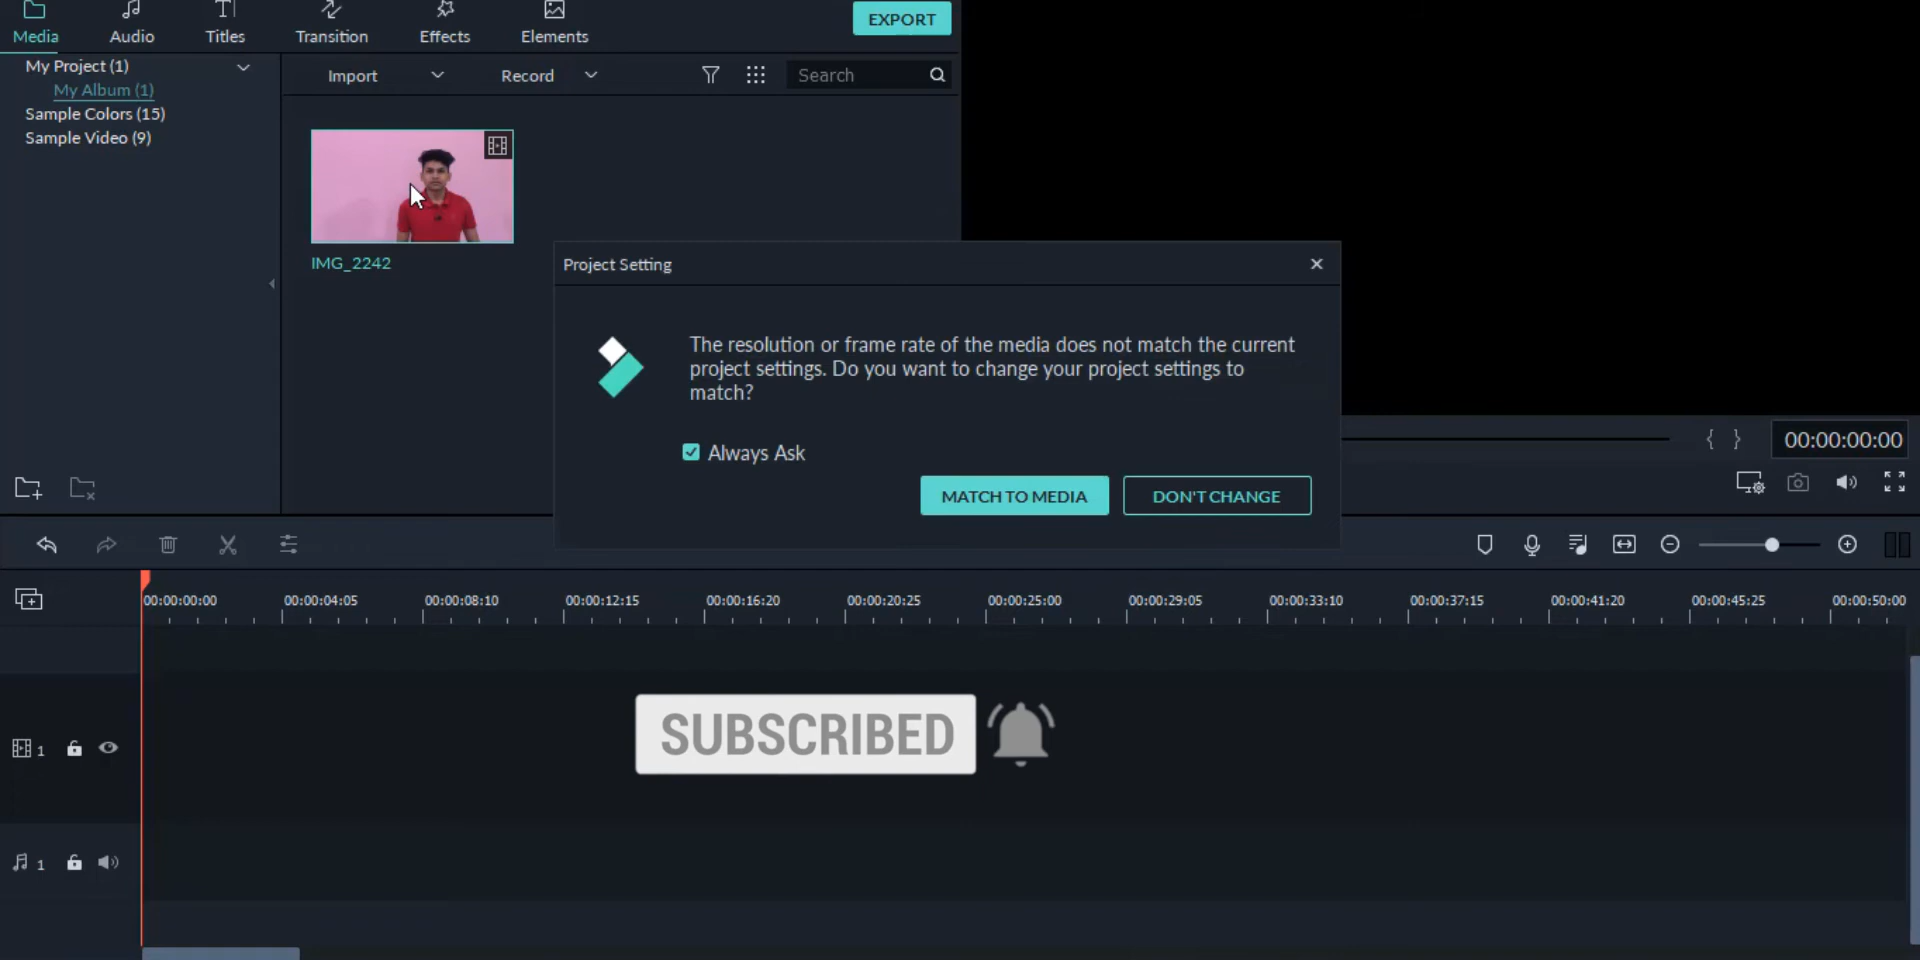 Media
Audio
Titles
Transition
Effects
Elements
EXPORT
My Project (1)
My Album (1)
Sample Colors (15)
Sample Video (9)
Import
Record
Search
IMG_2242
Project Setting
The resolution or frame rate of the media does not match the current
project settings. Do you want to change your project settings to
match?
Always Ask
MATCH TO MEDIA
DON'T CHANGE
{ }
00:00:00:00
00:00:00:00
00:00:04:05
00:00:08:10
00:00:12:15
00:00:16:20
00:00:20:25
00:00:25:00
00:00:29:05
00:00:33:10
00:00:37:15
00:00:41:20
00:00:45:25
00:00:50:00
1
SUBSCRIBED
1